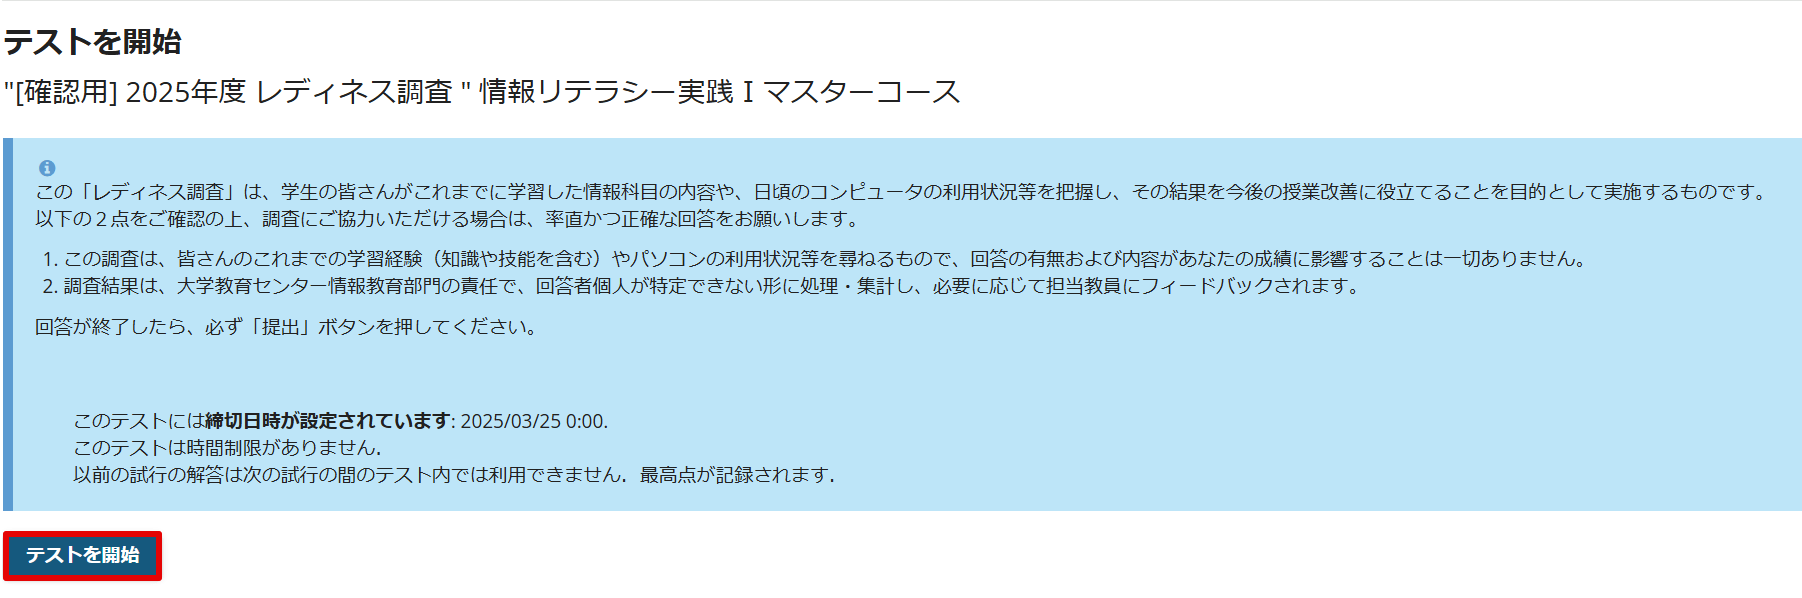 テストを開始
"[確認用] 2025年度 レディネス調査 " 情報リテラシー実践 I マスターコース
この「レディネス調査」は、学生の皆さんがこれまでに学習した情報科目の内容や、日頃のコンピュータの利用状況等を把握し、その結果を今後の授業改善に役立てることを目的として実施するものです。
以下の２点をご確認の上、調査にご協力いただける場合は、率直かつ正確な回答をお願いします。
1. この調査は、皆さんのこれまでの学習経験（知識や技能を含む）やパソコンの利用状況等を尋ねるもので、回答の有無および内容があなたの成績に影響することは一切ありません。
2. 調査結果は、大学教育センター情報教育部門の責任で、回答者個人が特定できない形に処理・集計し、必要に応じて担当教員にフィードバックされます。
回答が終了したら、必ず「提出」ボタンを押してください。
このテストには締切日時が設定されています: 2025/03/25 0:00.
このテストは時間制限がありません．
以前の試行の解答は次の試行の間のテスト内では利用できません．最高点が記録されます．
テストを開始